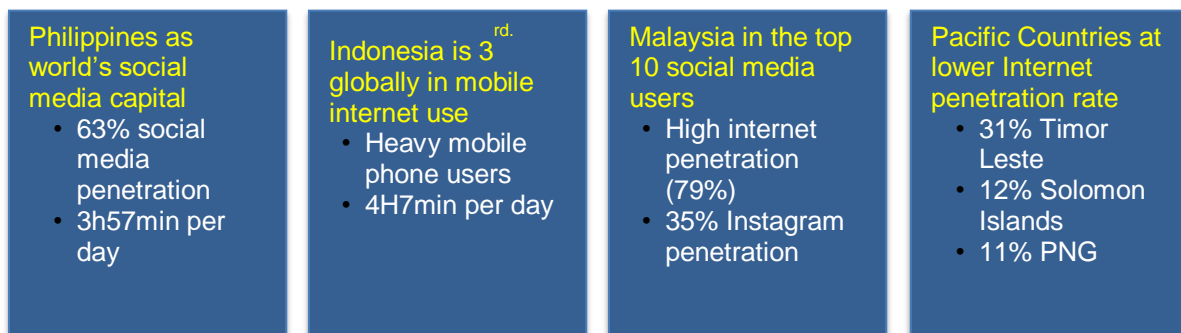 Philippines as
world's social
media capital
• 63% social
media
penetration
• 3h57min per
day
Indonesia is 3rd.
globally in mobile
internet use
• Heavy mobile
phone users
• 4H7min per day
Malaysia in the top
10 social media
users
• High internet
penetration
(79%)
• 35% Instagram
penetration
Pacific Countries at
lower Internet
penetration rate
• 31% Timor
Leste
• 12% Solomon
Islands
• 11% PNG